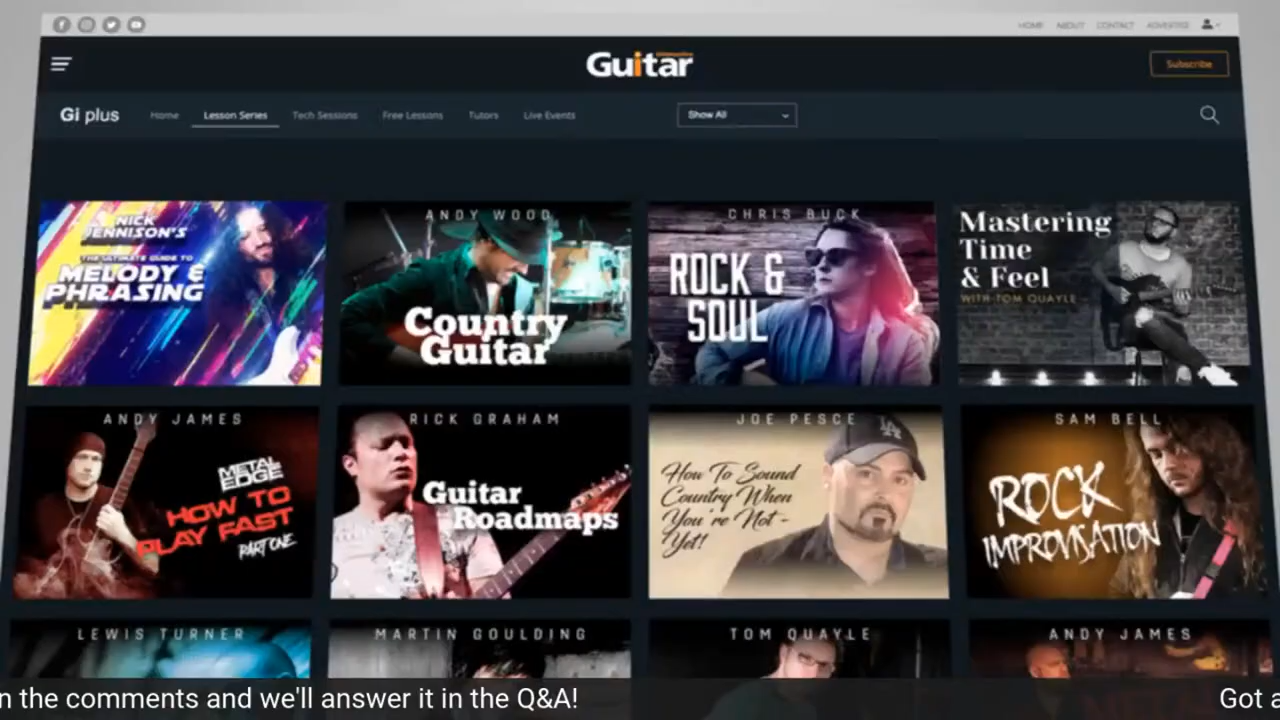 HOME ABOUT CONTACT ADVERTISE
Guitar
Subscribe
Gi plus Home Lesson Series Tech Sessions Free Lessons Tutors Live Events Show All
NICK
JENNISON'S
THE ULTIMATE GUIDE TO
MELODY &
PHRASING
ANDY WOOD
Country
Guitar
CHRIS BUCK
ROCK &
SOUL
Mastering
Time
& Feel
WITH TOM QUAYLE
ANDY JAMES
METAL
EDGE
HOW TO
PLAY FAST
PART ONE
RICK GRAHAM
Guitar
Roadmaps
JOE PESCE
How To Sound
Country When
You're Not -
Yet!
SAM BELL
ROCK
IMPROVISATION
LEWIS TURNER
MARTIN GOULDING
TOM QUAYLE
ANDY JAMES
n the comments and we'll answer it in the Q&A! Got a